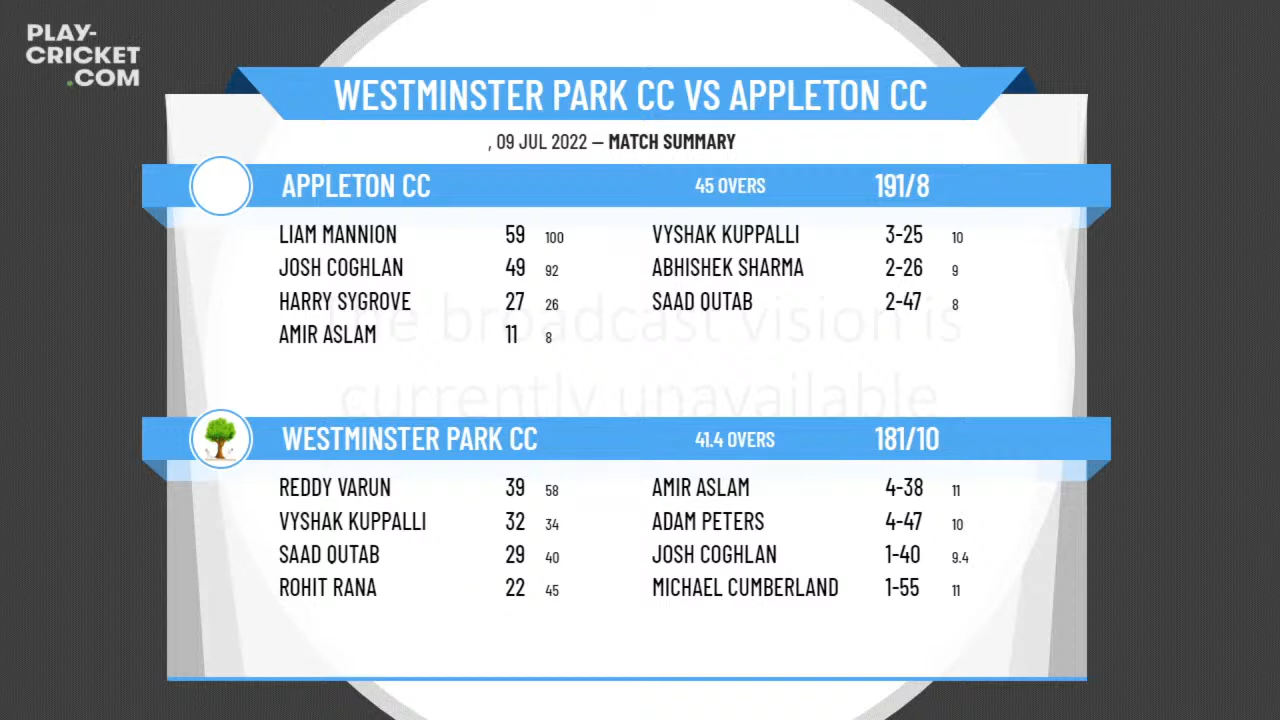 PLAY-
CRICKET
.COM
WESTMINSTER PARK CC VS APPLETON CC
, 09 JUL 2022 – MATCH SUMMARY
APPLETON CC 45 OVERS 191/8
LIAM MANNION 59 100 VYSHAK KUPPALLI 3-25 10
JOSH COGHLAN 49 92 ABHISHEK SHARMA 2-26 9
HARRY SYGROVE 27 26 SAAD QUTAB 2-47 8
The broadcast vision is
AMIR ASLAM 11 8
currently unavailable
WESTMINSTER PARK CC 41.4 OVERS 181/10
REDDY VARUN 39 58 AMIR ASLAM 4-38 11
VYSHAK KUPPALLI 32 34 ADAM PETERS 4-47 10
SAAD QUTAB 29 40 JOSH COGHLAN 1-40 9.4
ROHIT RANA 22 45 MICHAEL CUMBERLAND 1-55 11